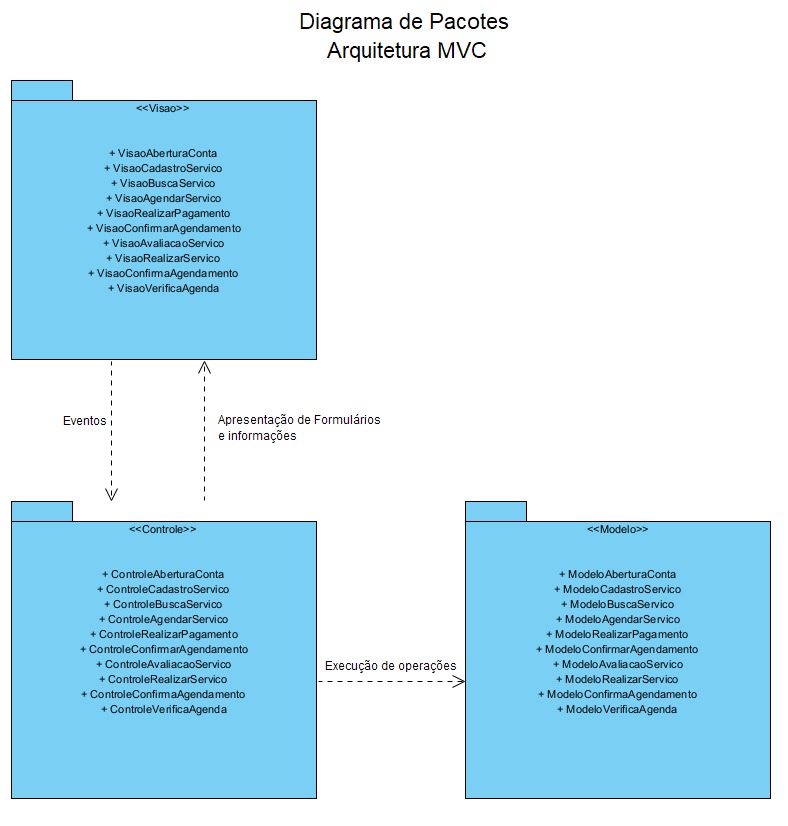 Diagrama de Pacotes
Arquitetura MVC
<<Visao>>
+ VisaoAberturaConta
+ VisaoCadastroServico
+ VisaoBuscaServico
+ VisaoAgendarServico
+ VisaoRealizarPagamento
+ VisaoConfirmarAgendamento
+ VisaoAvaliacaoServico
+ VisaoRealizarServico
+ VisaoConfirmaAgendamento
+ VisaoVerificaAgenda
Eventos
Apresentação de Formulários
e informações
<<Controle>>
+ ControleAberturaConta
+ ControleCadastroServico
+ ControleBuscaServico
+ ControleAgendarServico
+ ControleRealizarPagamento
+ ControleConfirmarAgendamento
+ ControleAvaliacaoServico
+ ControleRealizarServico
+ ControleConfirmaAgendamento
+ ControleVerificaAgenda
Execução de operações
<<Modelo>>
+ ModeloAberturaConta
+ ModeloCadastroServico
+ ModeloBuscaServico
+ ModeloAgendarServico
+ ModeloRealizarPagamento
+ ModeloConfirmarAgendamento
+ ModeloAvaliacaoServico
+ ModeloRealizarServico
+ ModeloConfirmaAgendamento
+ ModeloVerificaAgenda